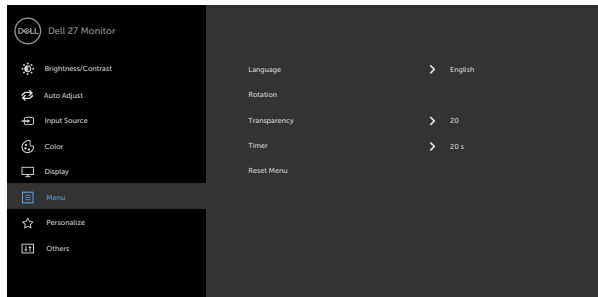 DELL Dell 27 Monitor
Brightness/Contrast
Auto Adjust
Input Source
Color
Display
Menu
Personalize
Others
Language English
Rotation
Transparency 20
Timer 20 s
Reset Menu